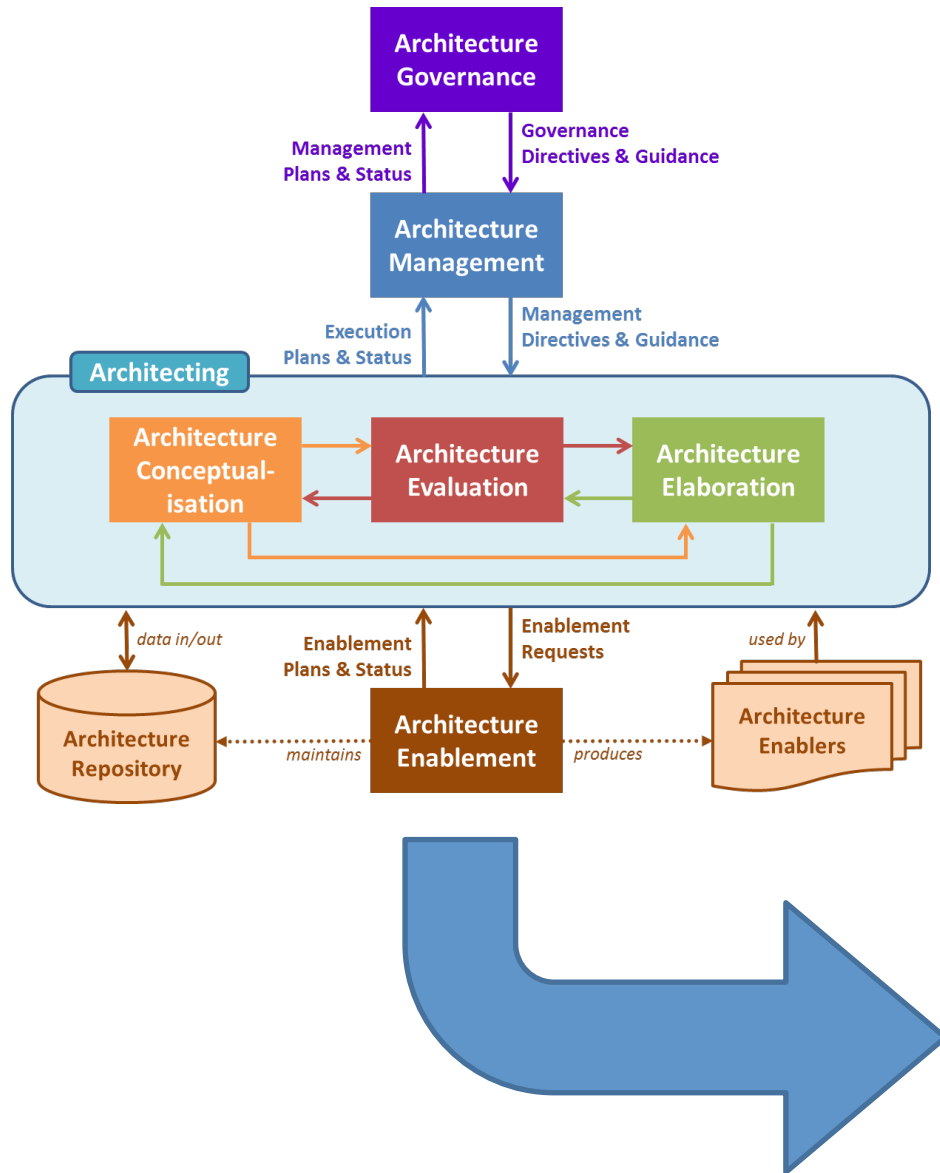 Architecture
Governance
Management
Plans & Status
Governance
Directives & Guidance
Architecture
Management
Execution
Plans & Status
Management
Directives & Guidance
Architecting
Architecture
Conceptual-
isation
Architecture
Evaluation
Architecture
Elaboration
data in/out
Enablement
Plans & Status
Enablement
Requests
used by
Architecture
Repository
maintains
Architecture
Enablement
produces
Architecture
Enablers